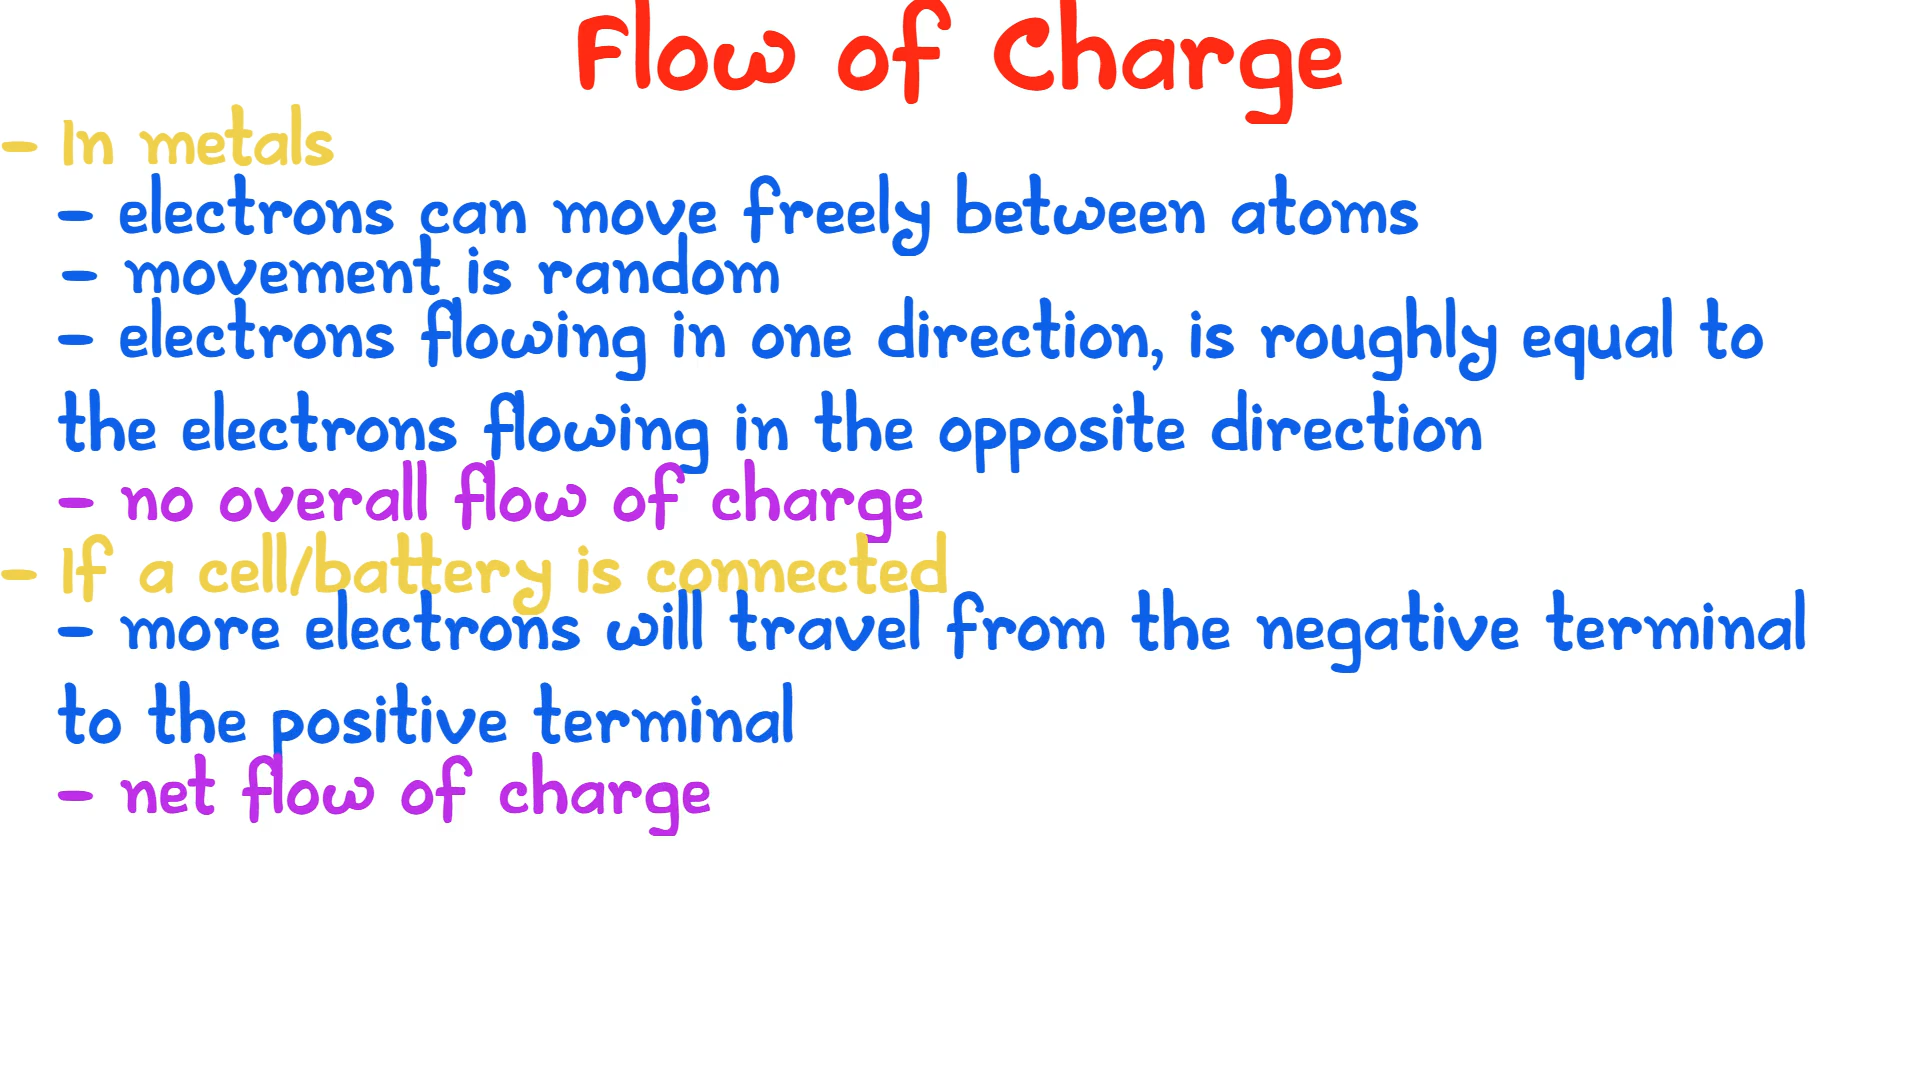 Flow of Charge
- In metals
- electrons can move freely between atoms
- movement is random
- electrons flowing in one direction, is roughly equal to
the electrons flowing in the opposite direction
- no overall flow of charge
- If a cell/battery is connected
- more electrons will travel from the negative terminal
to the positive terminal
- net flow of charge